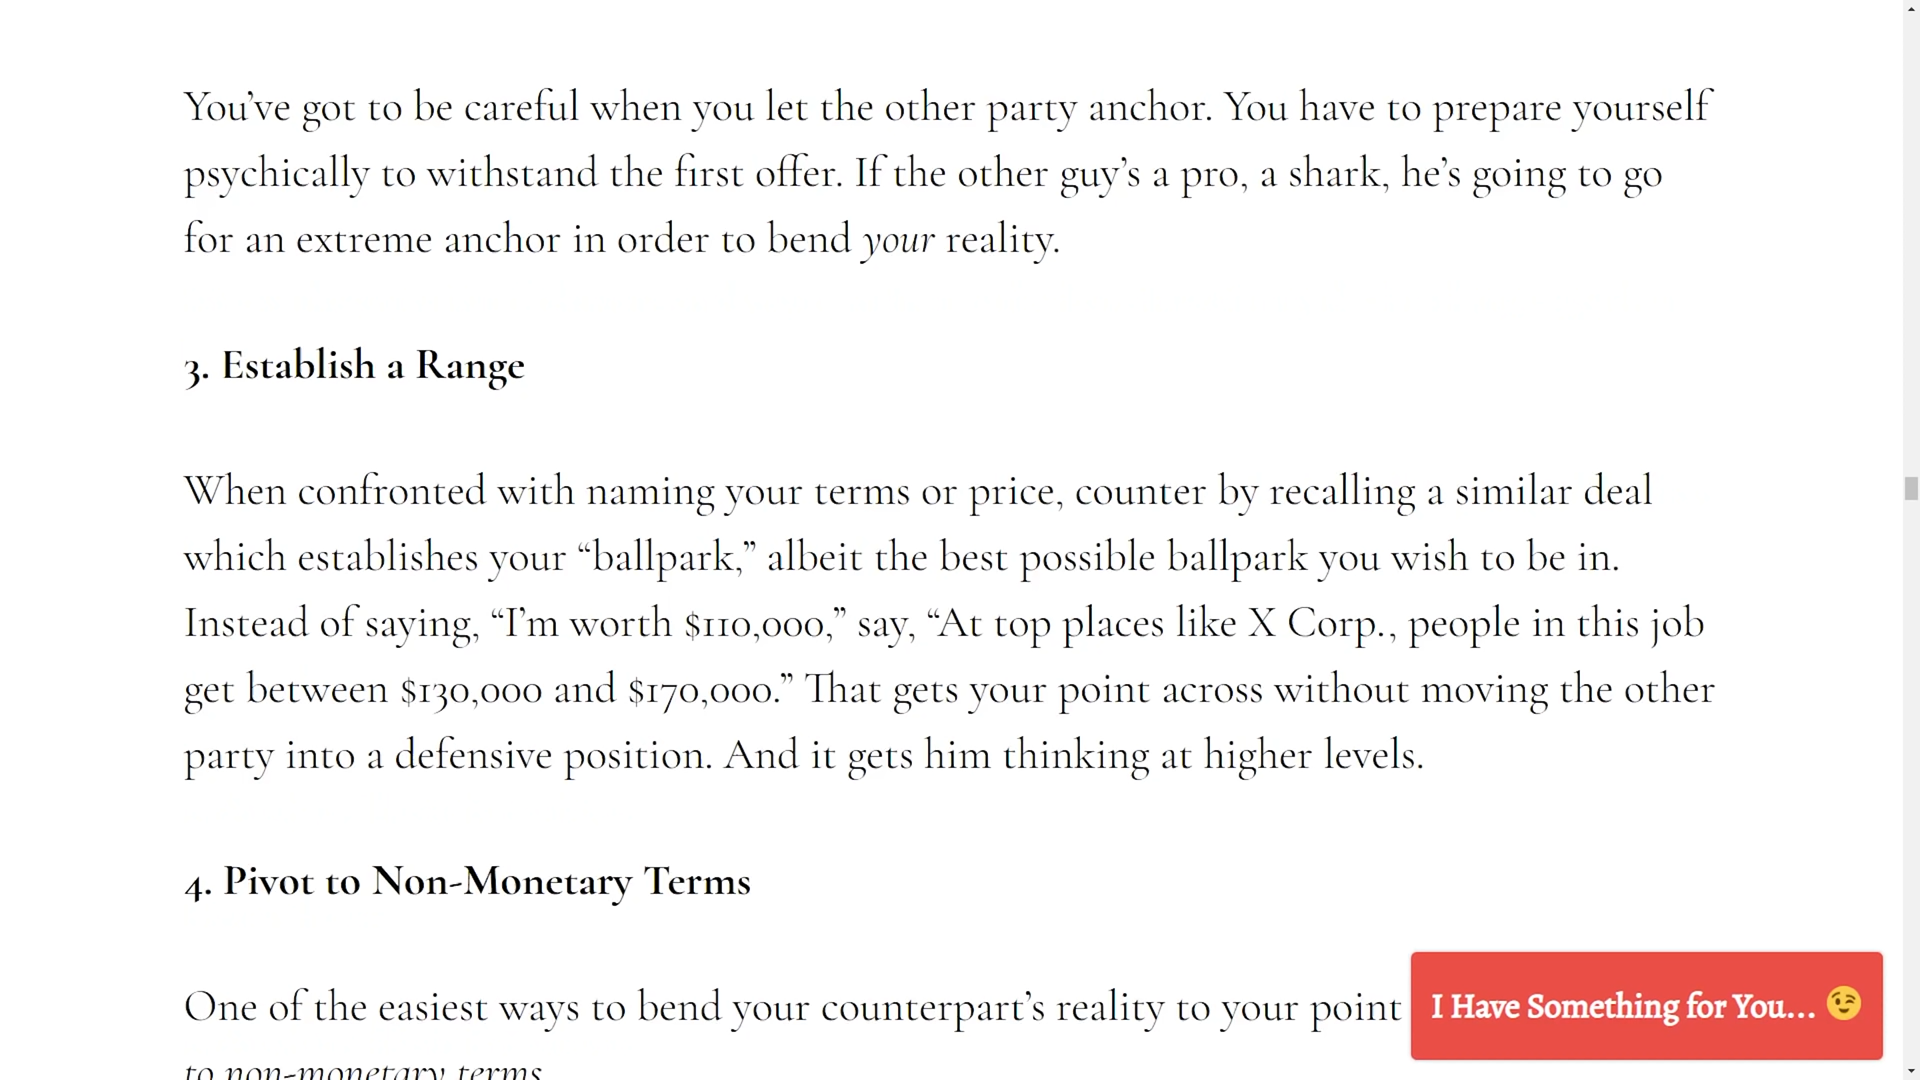 You’ve got to be careful when you let the other party anchor. You have to prepare yourself
psychically to withstand the first offer. If the other guy’s a pro, a shark, he’s going to go
for an extreme anchor in order to bend your reality.
3. Establish a Range
When confronted with naming your terms or price, counter by recalling a similar deal
which establishes your “ballpark,” albeit the best possible ballpark you wish to be in.
Instead of saying, “I’m worth $110,000,” say, “At top places like X Corp., people in this job
get between $130,000 and $170,000.” That gets your point across without moving the other
party into a defensive position. And it gets him thinking at higher levels.
4. Pivot to Non-Monetary Terms
One of the easiest ways to bend your counterpart’s reality to your point
I Have Something for You... 😉
to non-monetary terms